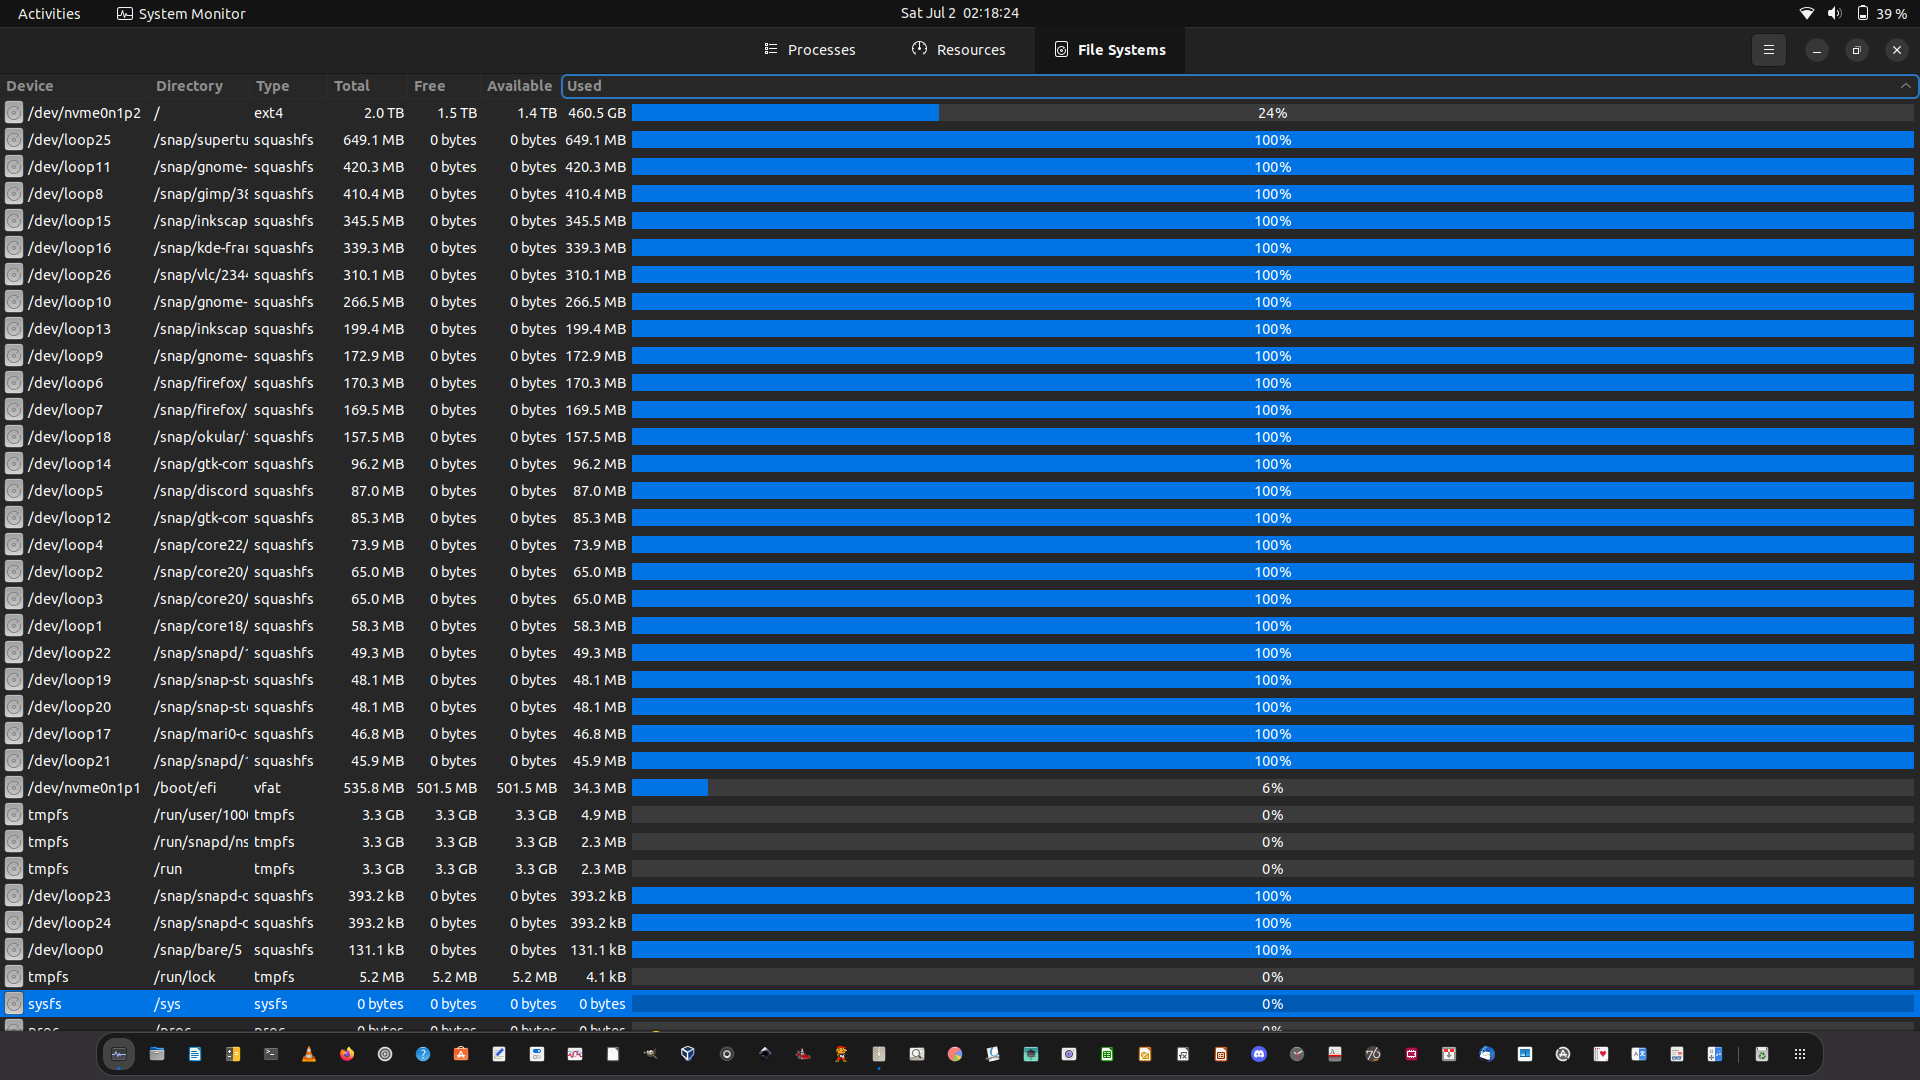 Activities System Monitor Sat Jul 2 02:18:24 39 %
Processes Resources File Systems
Device Directory Type Total Free Available Used
/dev/nvme0n1p2 / ext4 2.0 TB 1.5 TB 1.4 TB 460.5 GB 24%
/dev/loop25 /snap/supertu squashfs 649.1 MB 0 bytes 0 bytes 649.1 MB 100%
/dev/loop11 /snap/gnome- squashfs 420.3 MB 0 bytes 0 bytes 420.3 MB 100%
/dev/loop8 /snap/gimp/38 squashfs 410.4 MB 0 bytes 0 bytes 410.4 MB 100%
/dev/loop15 /snap/inkscap squashfs 345.5 MB 0 bytes 0 bytes 345.5 MB 100%
/dev/loop16 /snap/kde-fra squashfs 339.3 MB 0 bytes 0 bytes 339.3 MB 100%
/dev/loop26 /snap/vlc/234 squashfs 310.1 MB 0 bytes 0 bytes 310.1 MB 100%
/dev/loop10 /snap/gnome- squashfs 266.5 MB 0 bytes 0 bytes 266.5 MB 100%
/dev/loop13 /snap/inkscap squashfs 199.4 MB 0 bytes 0 bytes 199.4 MB 100%
/dev/loop9 /snap/gnome- squashfs 172.9 MB 0 bytes 0 bytes 172.9 MB 100%
/dev/loop6 /snap/firefox/ squashfs 170.3 MB 0 bytes 0 bytes 170.3 MB 100%
/dev/loop7 /snap/firefox/ squashfs 169.5 MB 0 bytes 0 bytes 169.5 MB 100%
/dev/loop18 /snap/okular/ squashfs 157.5 MB 0 bytes 0 bytes 157.5 MB 100%
/dev/loop14 /snap/gtk-com squashfs 96.2 MB 0 bytes 0 bytes 96.2 MB 100%
/dev/loop5 /snap/discord squashfs 87.0 MB 0 bytes 0 bytes 87.0 MB 100%
/dev/loop12 /snap/gtk-com squashfs 85.3 MB 0 bytes 0 bytes 85.3 MB 100%
/dev/loop4 /snap/core22/ squashfs 73.9 MB 0 bytes 0 bytes 73.9 MB 100%
/dev/loop2 /snap/core20/ squashfs 65.0 MB 0 bytes 0 bytes 65.0 MB 100%
/dev/loop3 /snap/core20/ squashfs 65.0 MB 0 bytes 0 bytes 65.0 MB 100%
/dev/loop1 /snap/core18/ squashfs 58.3 MB 0 bytes 0 bytes 58.3 MB 100%
/dev/loop22 /snap/snapd/1 squashfs 49.3 MB 0 bytes 0 bytes 49.3 MB 100%
/dev/loop19 /snap/snap-sto squashfs 48.1 MB 0 bytes 0 bytes 48.1 MB 100%
/dev/loop20 /snap/snap-sto squashfs 48.1 MB 0 bytes 0 bytes 48.1 MB 100%
/dev/loop17 /snap/mari0-c squashfs 46.8 MB 0 bytes 0 bytes 46.8 MB 100%
/dev/loop21 /snap/snapd/1 squashfs 45.9 MB 0 bytes 0 bytes 45.9 MB 100%
/dev/nvme0n1p1 /boot/efi vfat 535.8 MB 501.5 MB 501.5 MB 34.3 MB 6%
tmpfs /run/user/1000 tmpfs 3.3 GB 3.3 GB 3.3 GB 4.9 MB 0%
tmpfs /run/snapd/ns tmpfs 3.3 GB 3.3 GB 3.3 GB 2.3 MB 0%
tmpfs /run tmpfs 3.3 GB 3.3 GB 3.3 GB 2.3 MB 0%
/dev/loop23 /snap/snapd-c squashfs 393.2 kB 0 bytes 0 bytes 393.2 kB 100%
/dev/loop24 /snap/snapd-c squashfs 393.2 kB 0 bytes 0 bytes 393.2 kB 100%
/dev/loop0 /snap/bare/5 squashfs 131.1 kB 0 bytes 0 bytes 131.1 kB 100%
tmpfs /run/lock tmpfs 5.2 MB 5.2 MB 5.2 MB 4.1 kB 0%
sysfs /sys sysfs 0 bytes 0 bytes 0 bytes 0 bytes 0%
proc /proc proc 0 bytes 0 bytes 0 bytes 0 bytes 0%